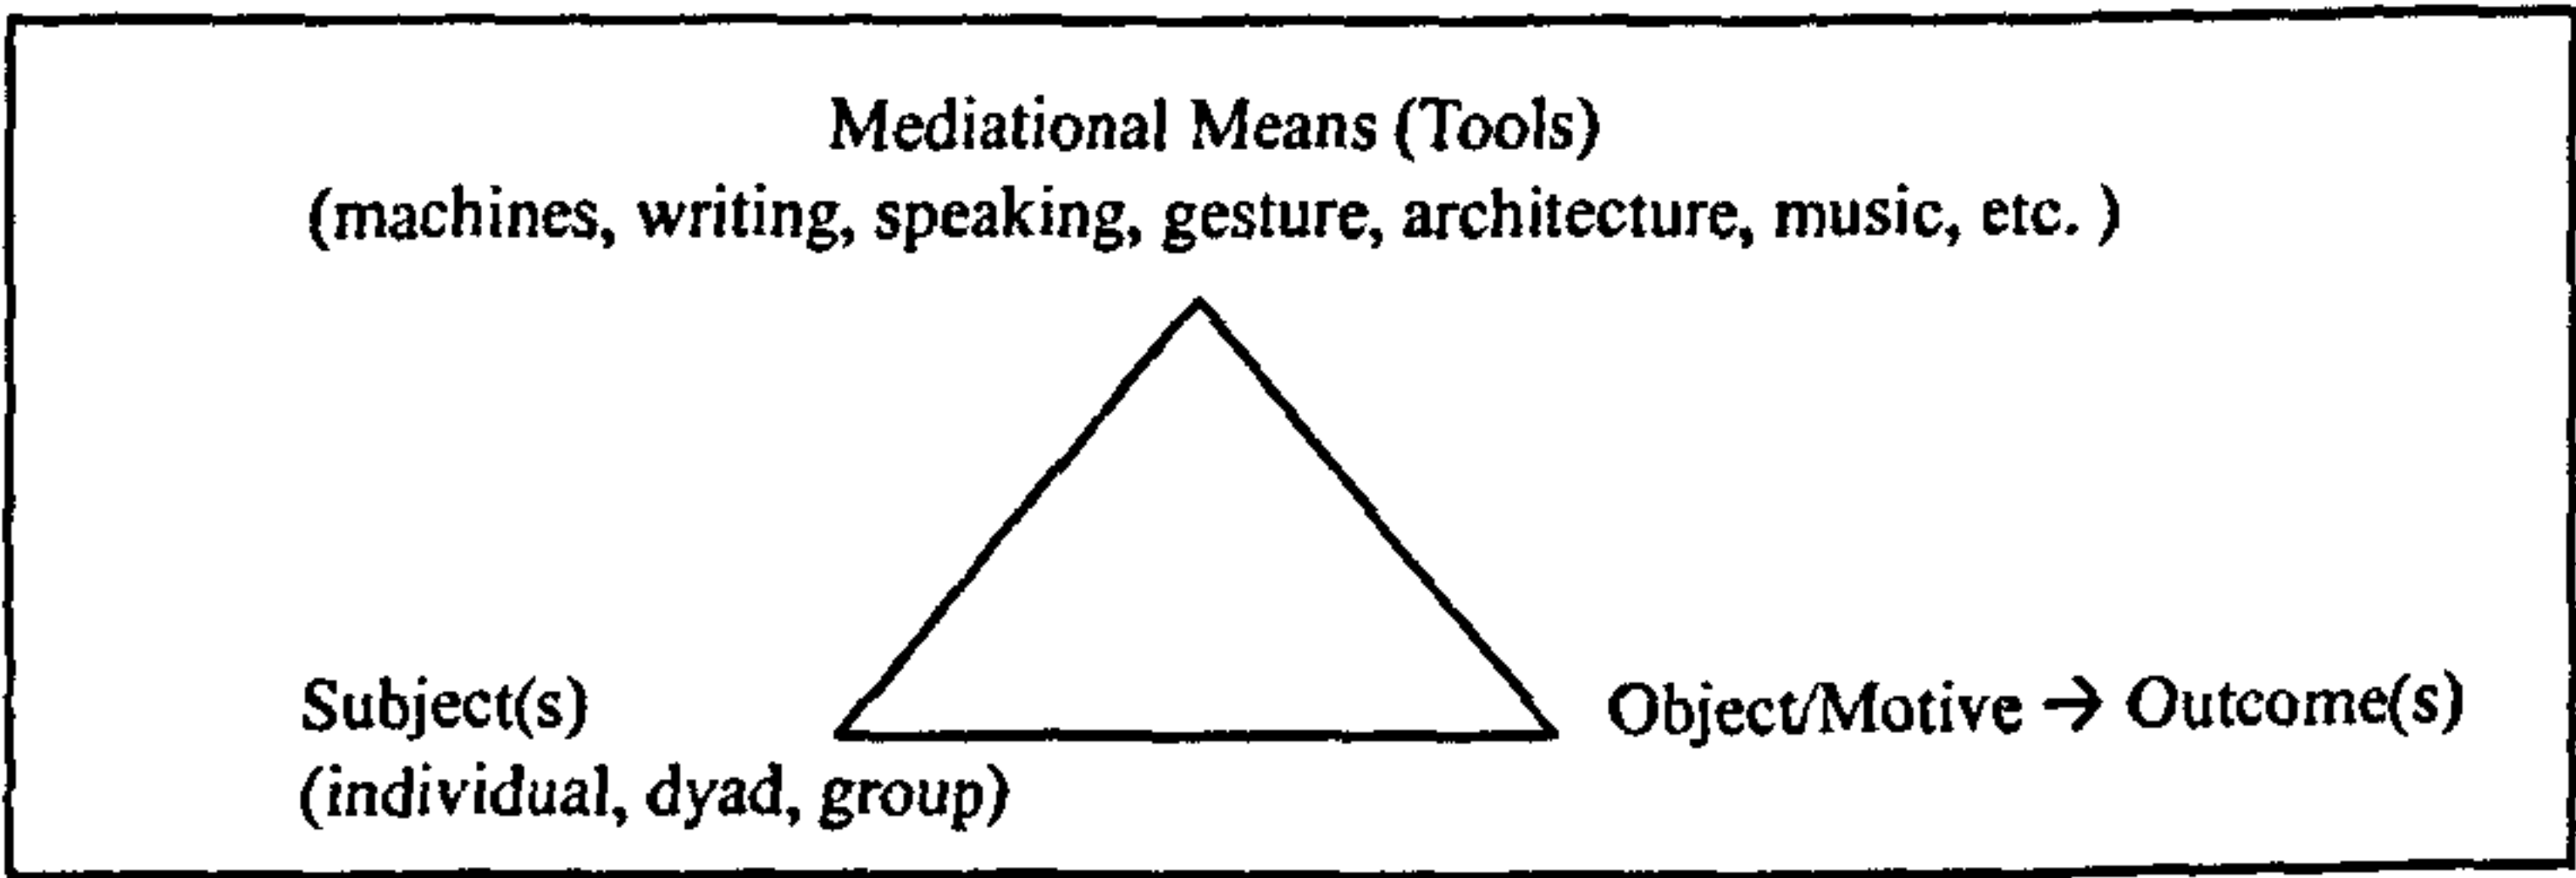 Mediational Means (Tools)
(machines, writing, speaking, gesture, architecture, music, etc. )
Subject(s)
(individual, dyad, group)
Object/Motive → Outcome(s)